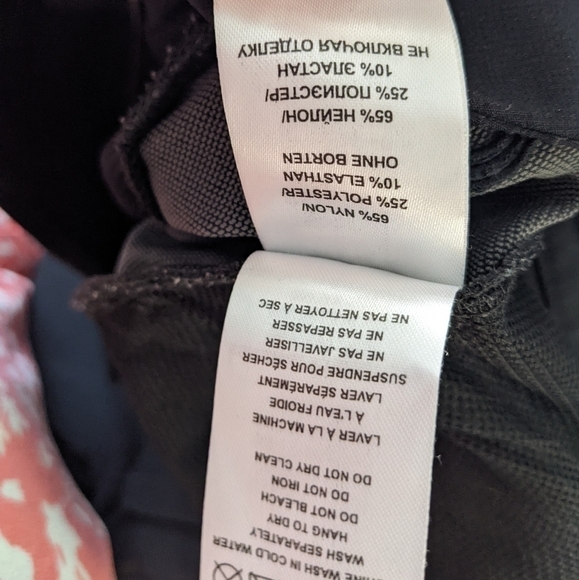 WASH IN COLD WATER
WASH SEPARATELY
HANG TO DRY
DO NOT BLEACH
DO NOT IRON
DO NOT DRY CLEAN
LAVER À LA MACHINE
À L'EAU FROIDE
LAVER SÉPARÉMENT
SUSPENDRE POUR SÉCHER
NE PAS JAVELLISER
NE PAS REPASSER
NE PAS NETTOYER À SEC
65% NYLON/
25% POLYESTER/
10% ELASTHAN
OHNE BORTEN
65% НЕЙЛОН/
25% ПОЛИЭСТЕР/
10% ЭЛАСТАН
НЕ ВКЛЮЧАЯ ОТДЕЛКУ